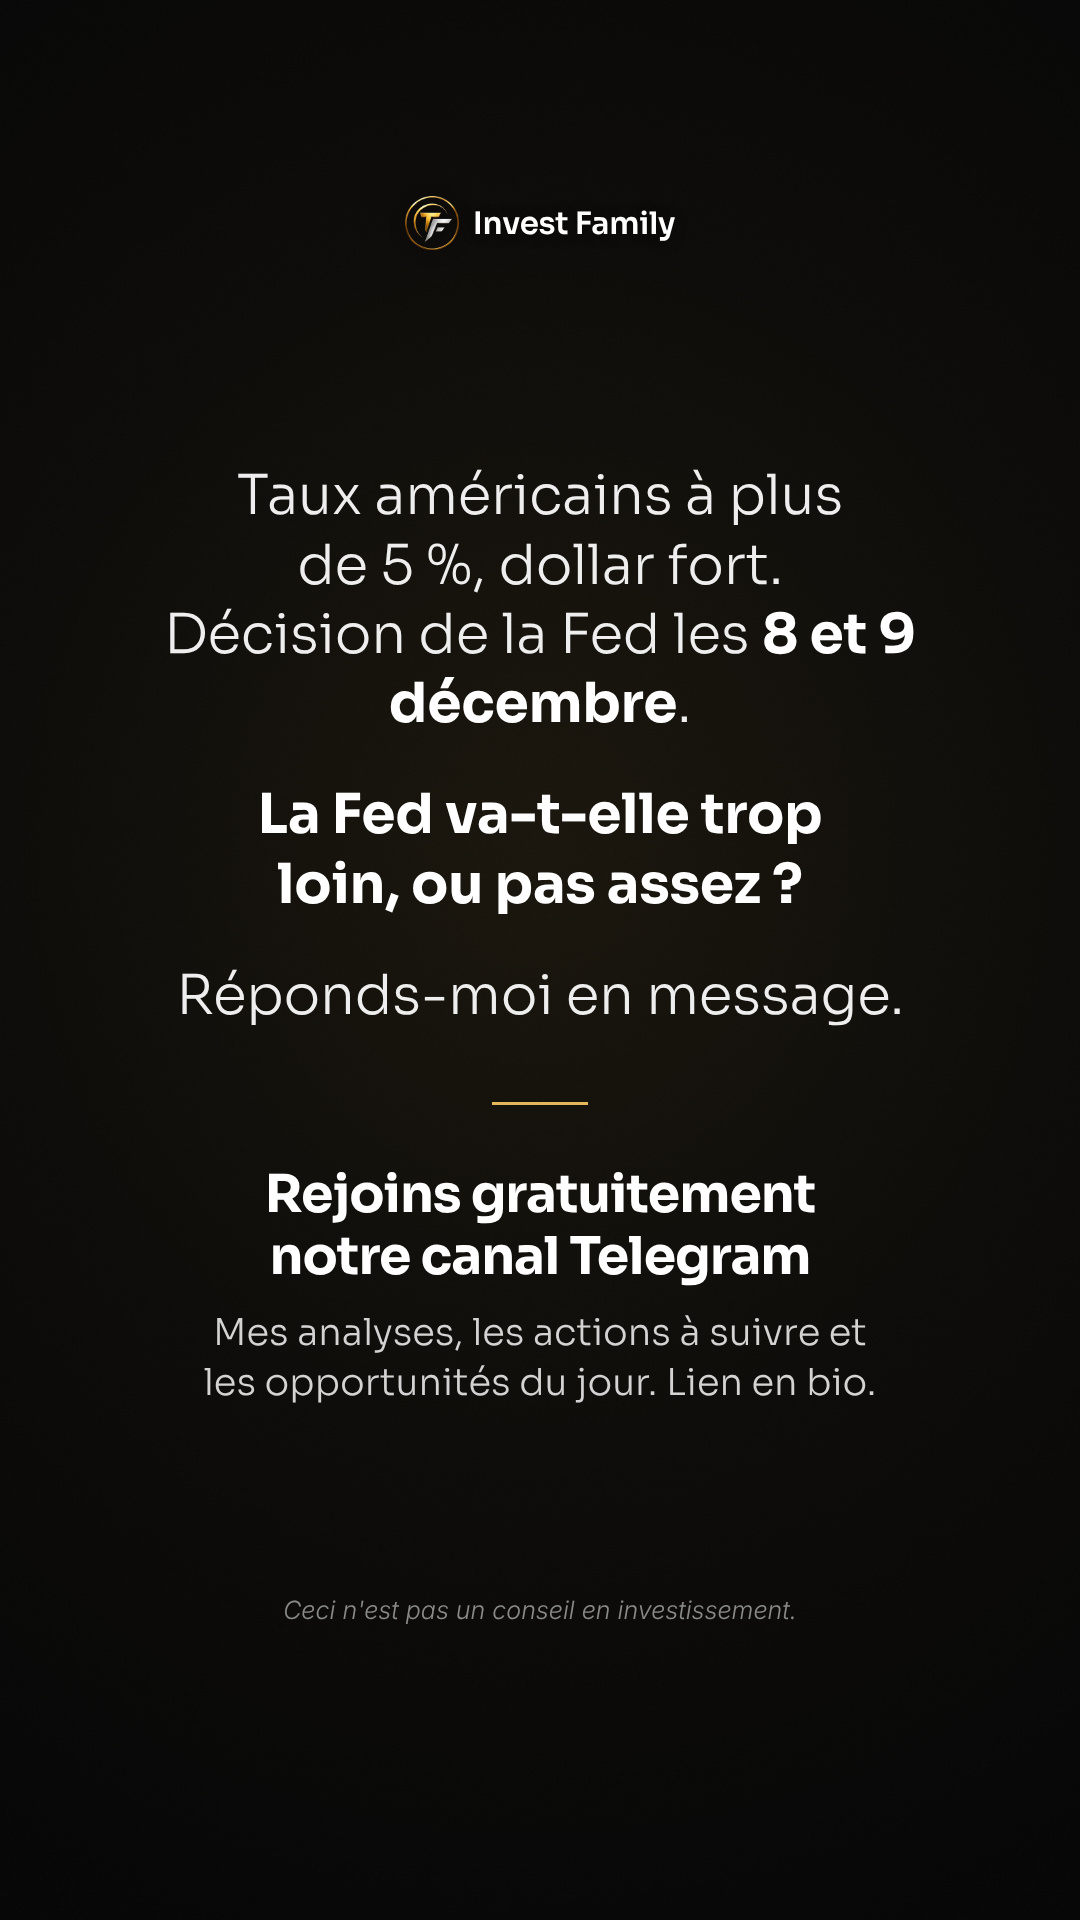 TF Invest Family
Taux américains à plus
de 5 %, dollar fort.
Décision de la Fed les 8 et 9
décembre.
La Fed va-t-elle trop
loin, ou pas assez ?
Réponds-moi en message.
Rejoins gratuitement
notre canal Telegram
Mes analyses, les actions à suivre et
les opportunités du jour. Lien en bio.
Ceci n'est pas un conseil en investissement.